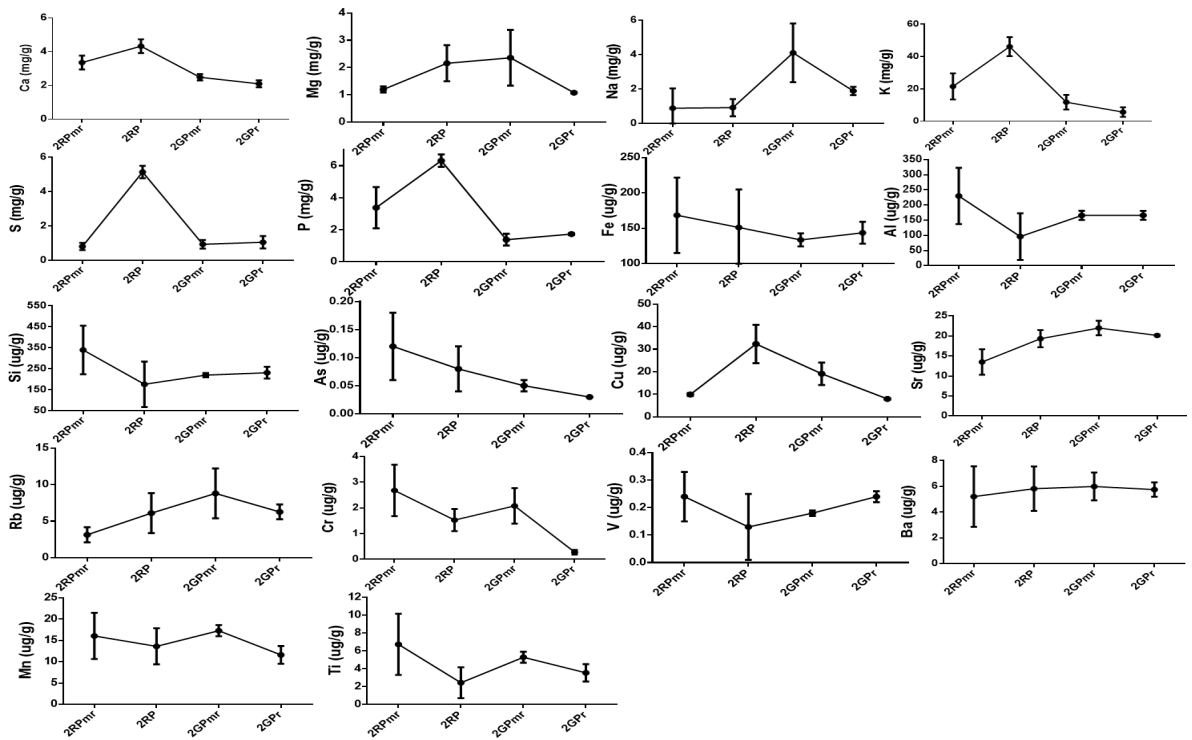 Ca (mg/g)
6
4
2
0
2RPmr
2RP
2GPmr
2GPr
Mg (mg/g)
4
3
2
1
0
2RPmr
2RP
2GPmr
2GPr
Na (mg/g)
6
4
2
0
2RPmr
2RP
2GPmr
2GPr
K (mg/g)
60
40
20
0
2RPmr
2RP
2GPmr
2GPr
S (mg/g)
6
4
2
0
2RPmr
2RP
2GPmr
2GPr
P (mg/g)
6
4
2
0
2RPmr
2RP
2GPmr
2GPr
Fe (ug/g)
250
200
150
100
2RPmr
2RP
2GPmr
2GPr
Al (ug/g)
350
300
250
200
150
100
50
0
2RPmr
2RP
2GPmr
2GPr
Si (ug/g)
550
450
350
250
150
50
2RPmr
2RP
2GPmr
2GPr
As (ug/g)
0.20
0.15
0.10
0.05
0.00
2RPmr
2RP
2GPmr
2GPr
Cu (ug/g)
50
40
30
20
10
0
2RPmr
2RP
2GPmr
2GPr
Sr (ug/g)
25
20
15
10
5
0
2RPmr
2RP
2GPmr
2GPr
Rb (ug/g)
15
10
5
0
2RPmr
2RP
2GPmr
2GPr
Cr (ug/g)
4
3
2
1
0
2RPmr
2RP
2GPmr
2GPr
V (ug/g)
0.4
0.3
0.2
0.1
0.0
2RPmr
2RP
2GPmr
2GPr
Ba (ug/g)
8
6
4
2
0
2RPmr
2RP
2GPmr
2GPr
Mn (ug/g)
25
20
15
10
5
0
2RPmr
2RP
2GPmr
2GPr
Ti (ug/g)
12
10
8
6
4
2
0
2RPmr
2RP
2GPmr
2GPr